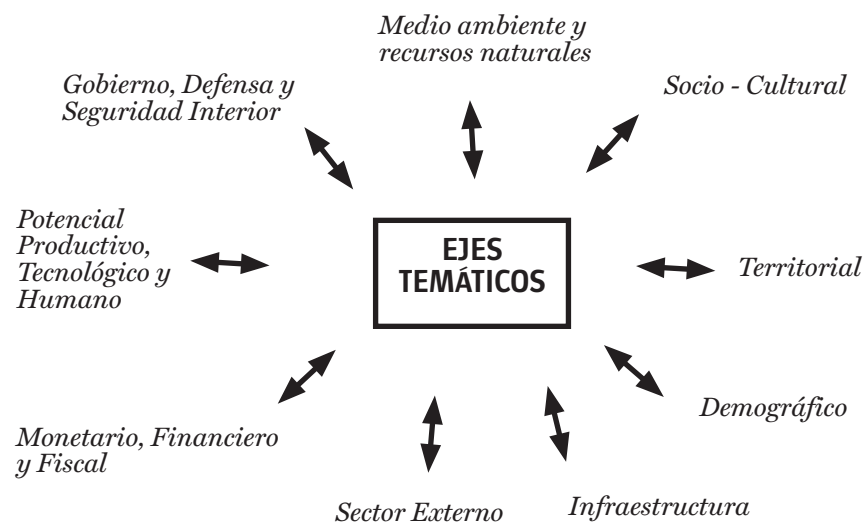 Medio ambiente y
recursos naturales
Gobierno, Defensa y
Seguridad Interior
Socio - Cultural
Potencial
Productivo,
Tecnológico y
Humano
EJES
TEMÁTICOS
Territorial
Demográfico
Monetario, Financiero
y Fiscal
Sector Externo
Infraestructura